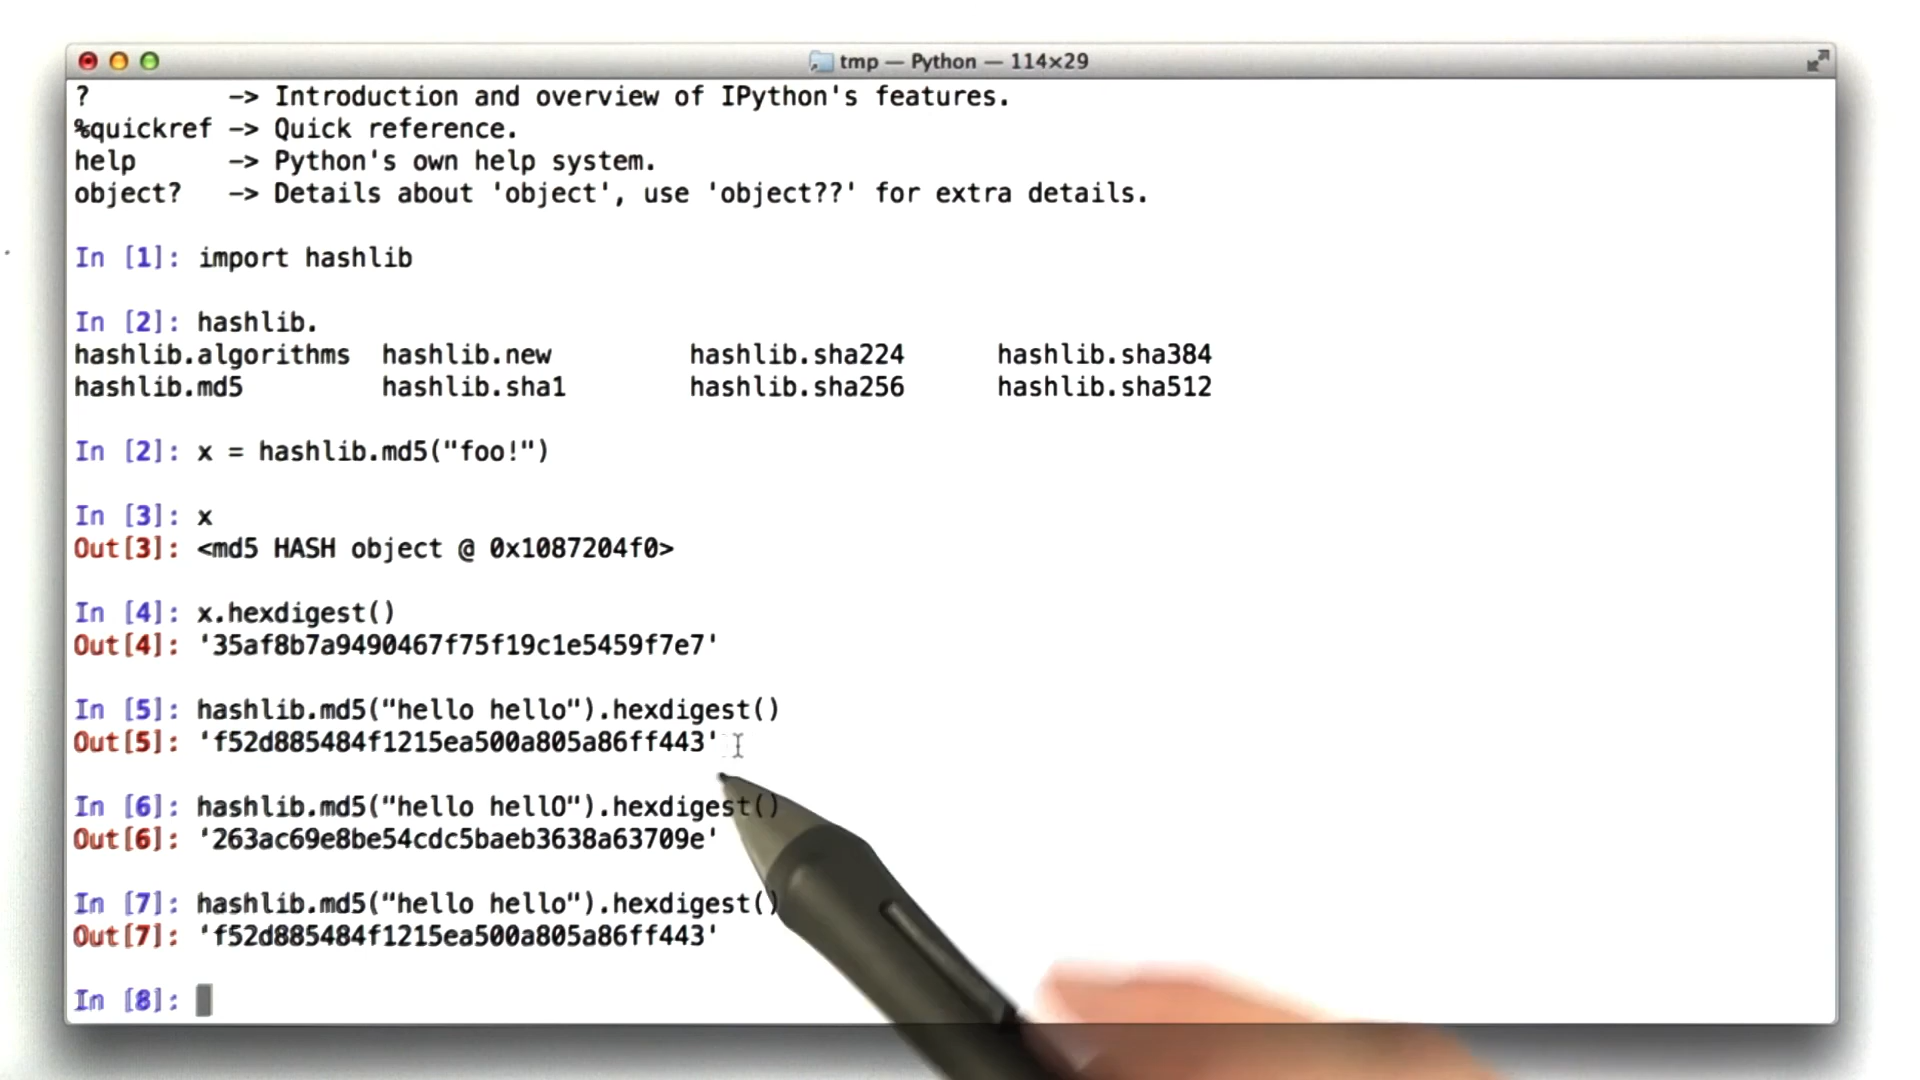 tmp — Python — 114×29
? -> Introduction and overview of IPython's features.
%quickref -> Quick reference.
help -> Python's own help system.
object? -> Details about 'object', use 'object??' for extra details.
In [1]: import hashlib
In [2]: hashlib.
hashlib.algorithms hashlib.new hashlib.sha224 hashlib.sha384
hashlib.md5 hashlib.sha1 hashlib.sha256 hashlib.sha512
In [2]: x = hashlib.md5("foo!")
In [3]: x
Out[3]: <md5 HASH object @ 0x1087204f0>
In [4]: x.hexdigest()
Out[4]: '35af8b7a9490467f75f19c1e5459f7e7'
In [5]: hashlib.md5("hello hello").hexdigest()
Out[5]: 'f52d885484f1215ea500a805a86ff443'
In [6]: hashlib.md5("hello hellO").hexdigest()
Out[6]: '263ac69e8be54cdc5baeb3638a63709e'
In [7]: hashlib.md5("hello hello").hexdigest()
Out[7]: 'f52d885484f1215ea500a805a86ff443'
In [8]: